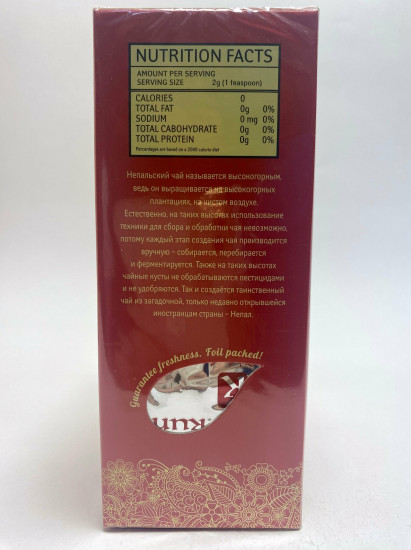 NUTRITION FACTS
AMOUNT PER SERVING
SERVING SIZE 2g (1 teaspoon)
CALORIES 0
TOTAL FAT 0g 0%
SODIUM 0 mg 0%
TOTAL CABOHYDRATE 0g 0%
TOTAL PROTEIN 0g 0%
Percentages are based on a 2000 calorie diet
Непальский чай называется высокогорным,
ведь он выращивается на высокогорных
плантациях, на чистом воздухе.
Естественно, на таких высотах использование
техники для сбора и обработки чая невозможно,
потому каждый этап создания чая производится
вручную – собирается, перебирается
и ферментируется. Также на таких высотах
чайные кусты не обрабатываются пестицидами
и не удобряются. Так и создаётся таинственный
чай из загадочной, только недавно открывшейся
иностранцам страны – Непал.
Guarantee freshness. Foil packed!